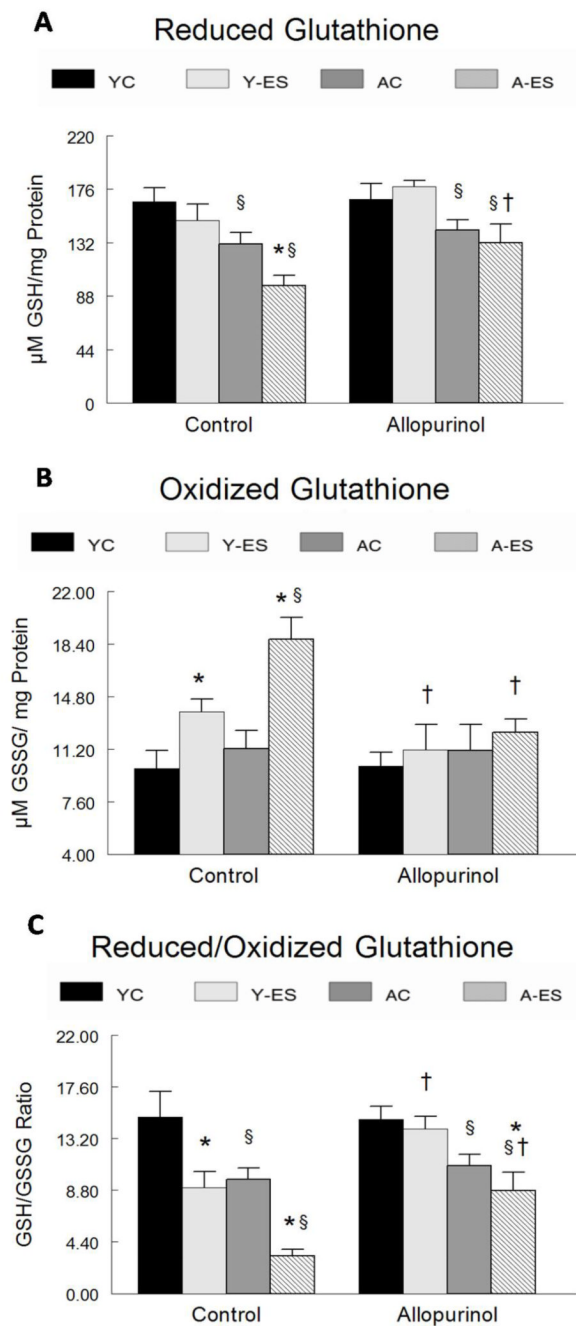 A
Reduced Glutathione
YC Y-ES AC A-ES
µM GSH/mg Protein
220
176
132
88
44
0
§
* §
§
§ †
Control Allopurinol
B
Oxidized Glutathione
YC Y-ES AC A-ES
µM GSSG/ mg Protein
22.00
18.40
14.80
11.20
7.60
4.00
*
* §
†
†
Control Allopurinol
C
Reduced/Oxidized Glutathione
YC Y-ES AC A-ES
GSH/GSSG Ratio
22.00
17.60
13.20
8.80
4.40
0.00
*
§
* §
†
§
*
§ †
Control Allopurinol